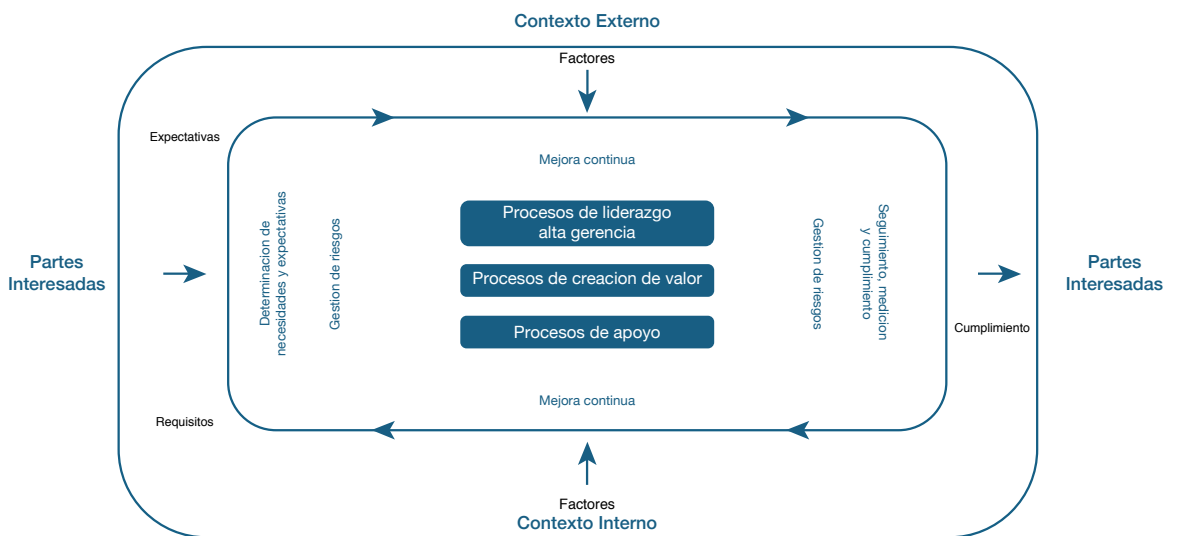 Contexto Externo
Factores
Expectativas
Mejora continua
Partes
Interesadas
Determinacion de
necesidades y expectativas
Gestion de riesgos
Procesos de liderazgo
alta gerencia
Procesos de creacion de valor
Procesos de apoyo
Gestion de riesgos
Seguimiento, medicion
y cumplimiento
Cumplimiento
Partes
Interesadas
Mejora continua
Requisitos
Factores
Contexto Interno